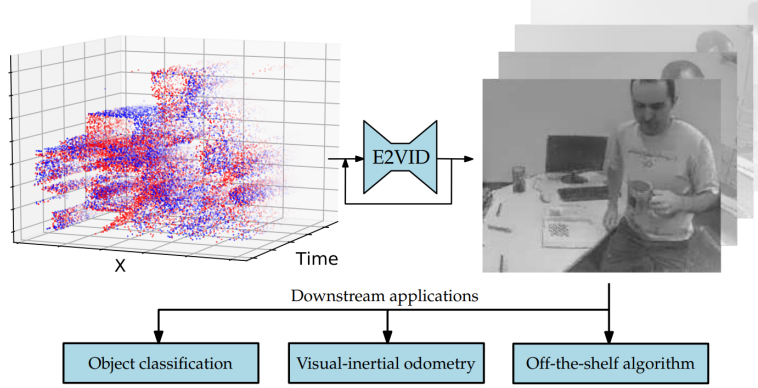 E2VID
X
Time
Downstream applications
Object classification
Visual-inertial odometry
Off-the-shelf algorithm